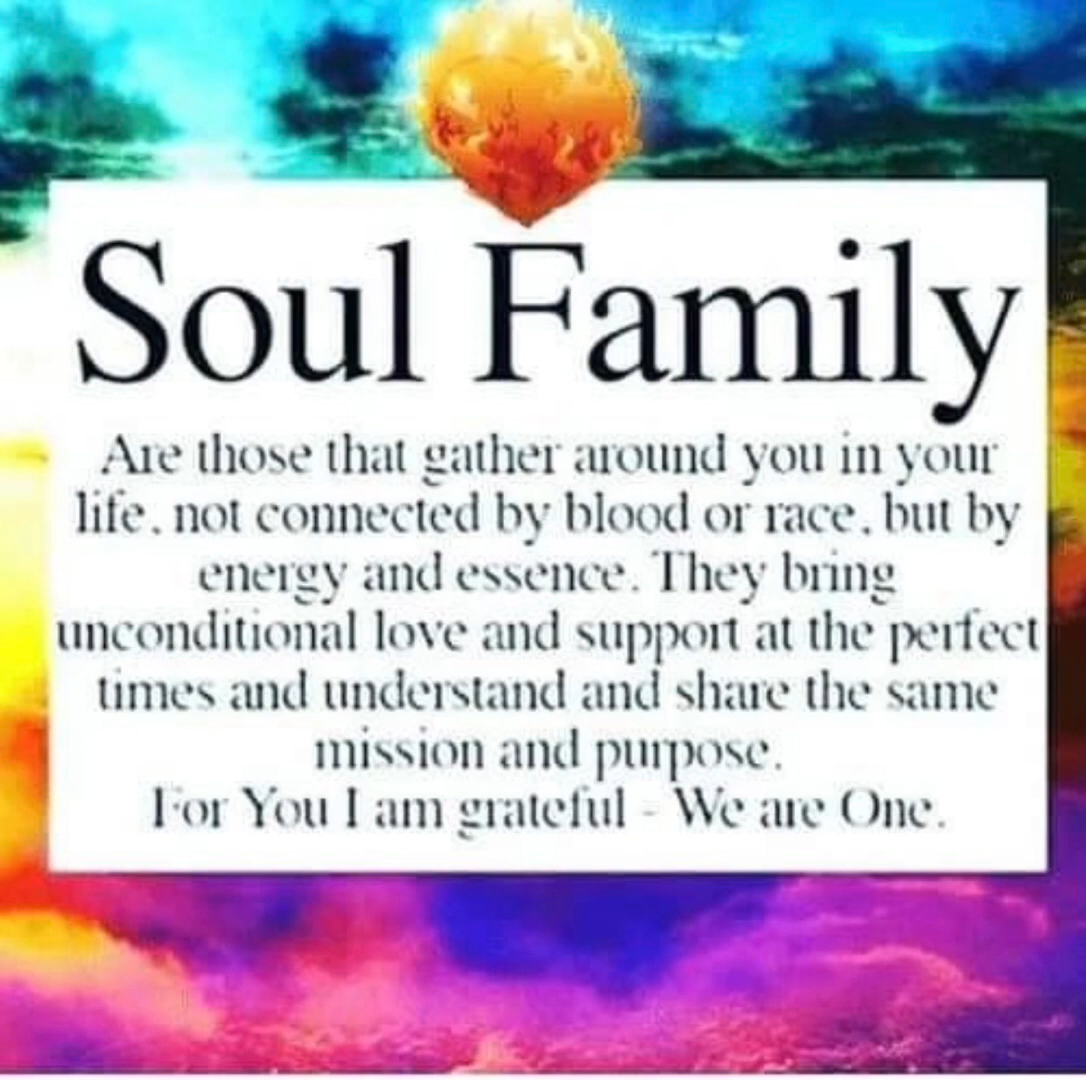 Soul Family
Are those that gather around you in your
life, not connected by blood or race, but by
energy and essence. They bring
unconditional love and support at the perfect
times and understand and share the same
mission and purpose.
For You I am grateful - We are One.